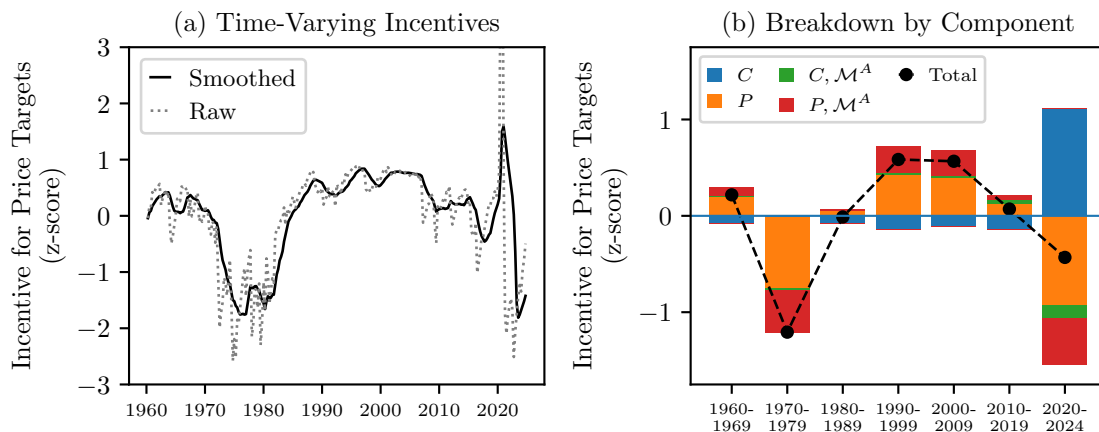 (a) Time-Varying Incentives
Incentive for Price Targets
(z-score)
3
2
1
0
−1
−2
−3
Smoothed
Raw
1960
1970
1980
1990
2000
2010
2020
(b) Breakdown by Component
Incentive for Price Targets
(z-score)
1
0
−1
C
P
C, ℳᴬ
P, ℳᴬ
Total
1960-
1969
1970-
1979
1980-
1989
1990-
1999
2000-
2009
2010-
2019
2020-
2024